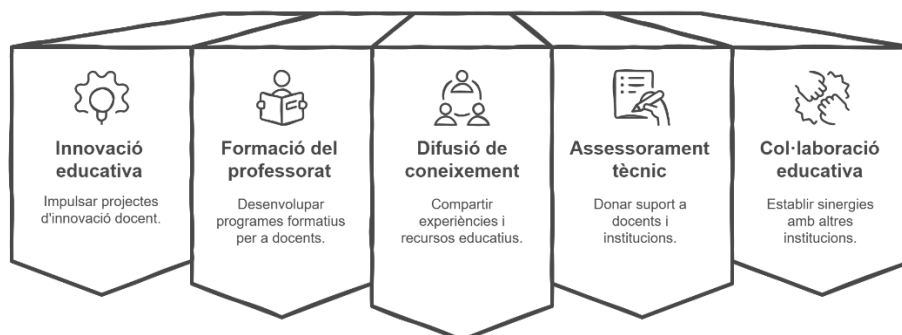 Innovació
educativa
Impulsar projectes
d'innovació docent.
Formació del
professorat
Desenvolupar
programes formatius
per a docents.
Difusió de
coneixement
Compartir
experiències i
recursos educatius.
Assessorament
tècnic
Donar suport a
docents i
institucions.
Col·laboració
educativa
Establir sinergies
amb altres
institucions.